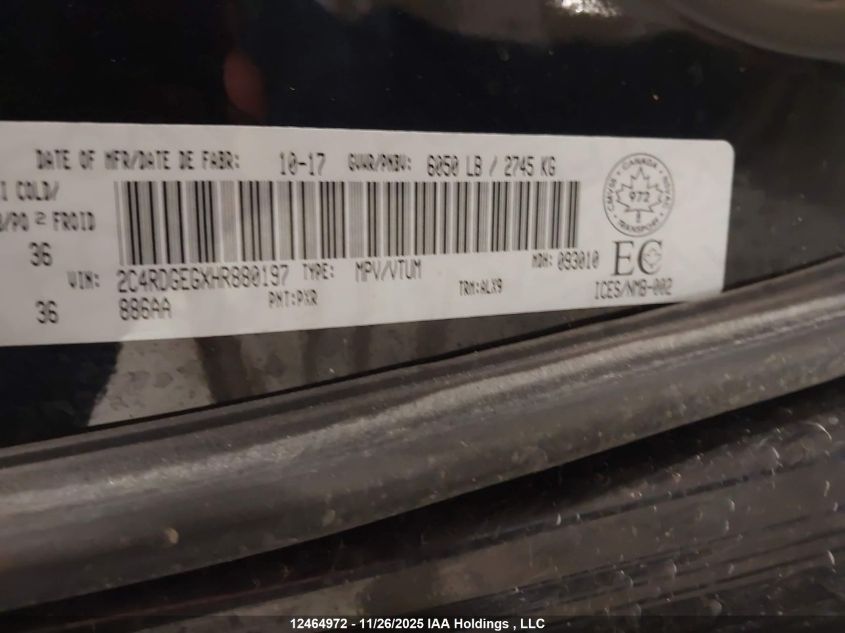 DATE OF MFR/DATE DE FABR: 10-17 GVWR/PNBV: 6050 LB / 2745 KG
I COLD/
/PO 2 FROID
36
36
VIN: 2C4RDGEGXHR880197 TYPE: MPV/VTUM MDH: 093010
886AA PNT:PXR TRM:ALX9
CMVSS CANADA NSVAC
972
TRANSPORT
EC
ICES/NMB-002
12464972 - 11/26/2025 IAA Holdings , LLC